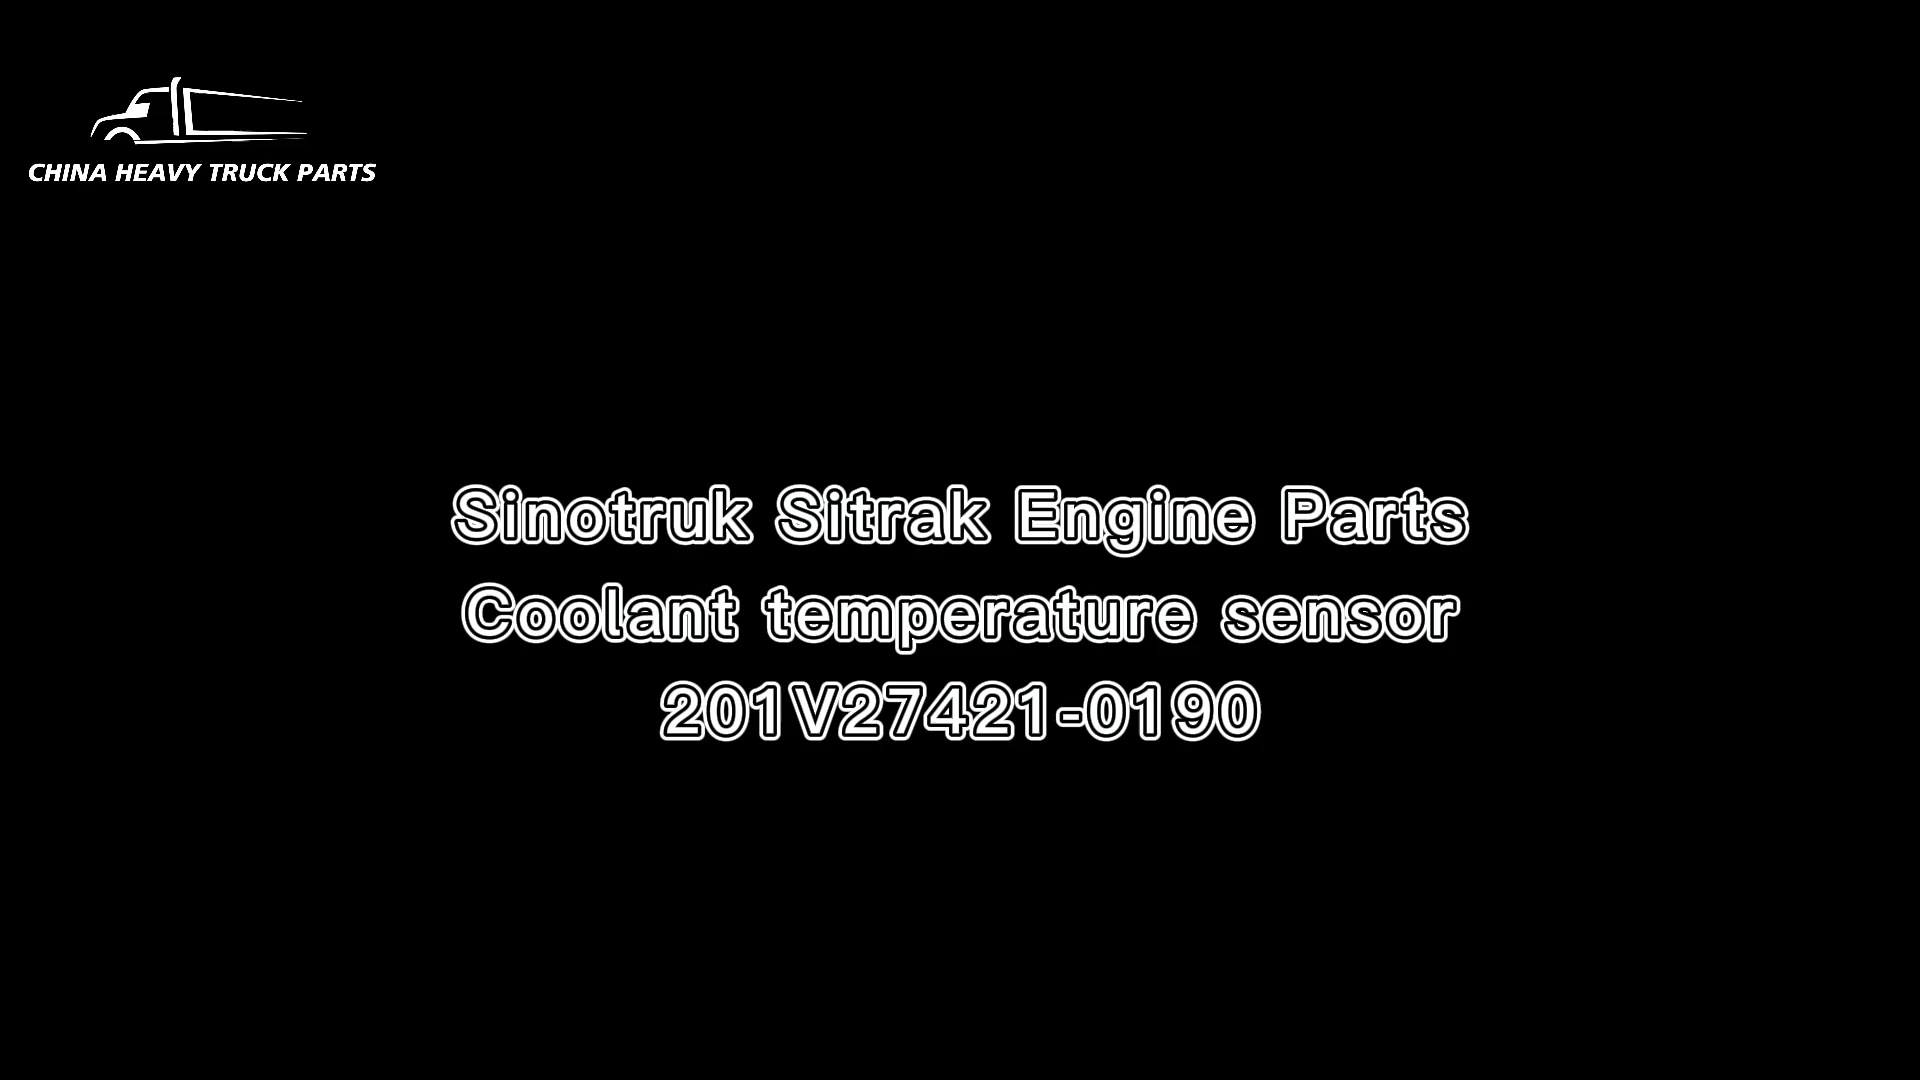 CHINA HEAVY TRUCK PARTS
Sinotruk Sitrak Engine Parts
Coolant temperature sensor
201V27421-0190